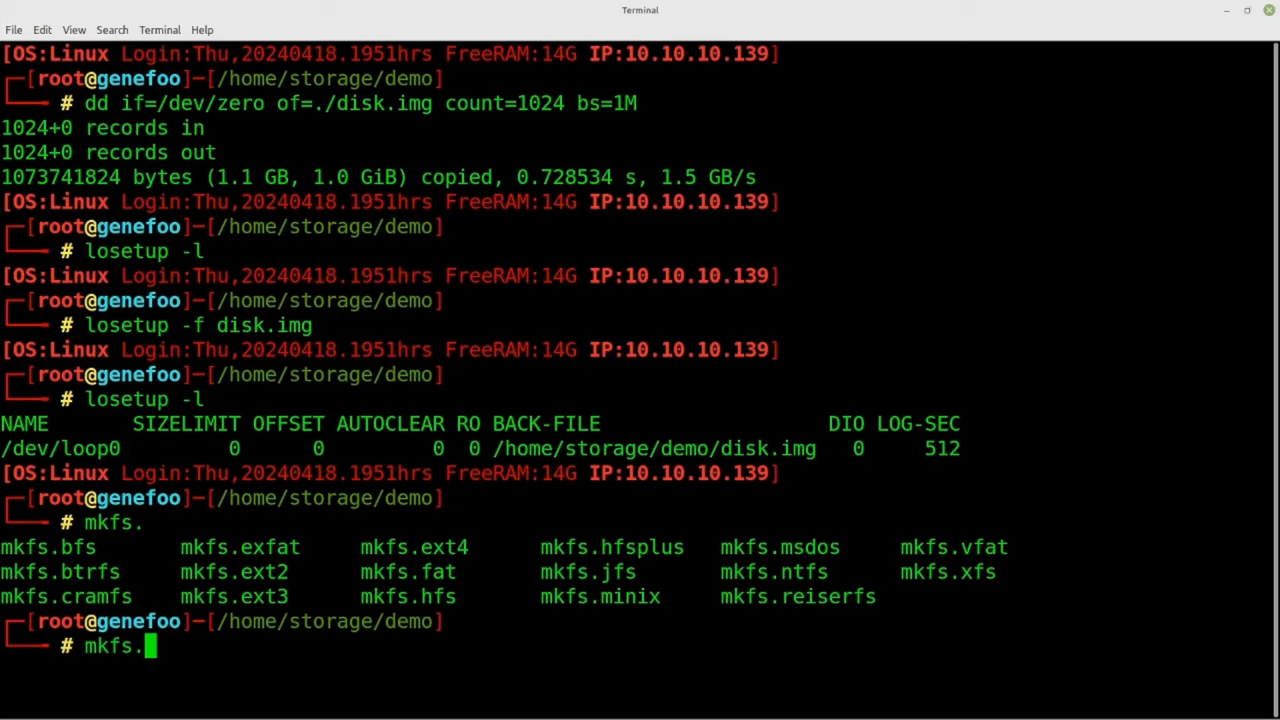 Terminal
File Edit View Search Terminal Help
[OS:Linux Login:Thu,20240418.1951hrs FreeRAM:14G IP:10.10.10.139]
[root@genefoo]-[/home/storage/demo]
# dd if=/dev/zero of=./disk.img count=1024 bs=1M
1024+0 records in
1024+0 records out
1073741824 bytes (1.1 GB, 1.0 GiB) copied, 0.728534 s, 1.5 GB/s
[OS:Linux Login:Thu,20240418.1951hrs FreeRAM:14G IP:10.10.10.139]
[root@genefoo]-[/home/storage/demo]
# losetup -l
[OS:Linux Login:Thu,20240418.1951hrs FreeRAM:14G IP:10.10.10.139]
[root@genefoo]-[/home/storage/demo]
# losetup -f disk.img
[OS:Linux Login:Thu,20240418.1951hrs FreeRAM:14G IP:10.10.10.139]
[root@genefoo]-[/home/storage/demo]
# losetup -l
NAME SIZELIMIT OFFSET AUTOCLEAR RO BACK-FILE DIO LOG-SEC
/dev/loop0 0 0 0 0 /home/storage/demo/disk.img 0 512
[OS:Linux Login:Thu,20240418.1951hrs FreeRAM:14G IP:10.10.10.139]
[root@genefoo]-[/home/storage/demo]
# mkfs.
mkfs.bfs mkfs.exfat mkfs.ext4 mkfs.hfsplus mkfs.msdos mkfs.vfat
mkfs.btrfs mkfs.ext2 mkfs.fat mkfs.jfs mkfs.ntfs mkfs.xfs
mkfs.cramfs mkfs.ext3 mkfs.hfs mkfs.minix mkfs.reiserfs
[root@genefoo]-[/home/storage/demo]
# mkfs.